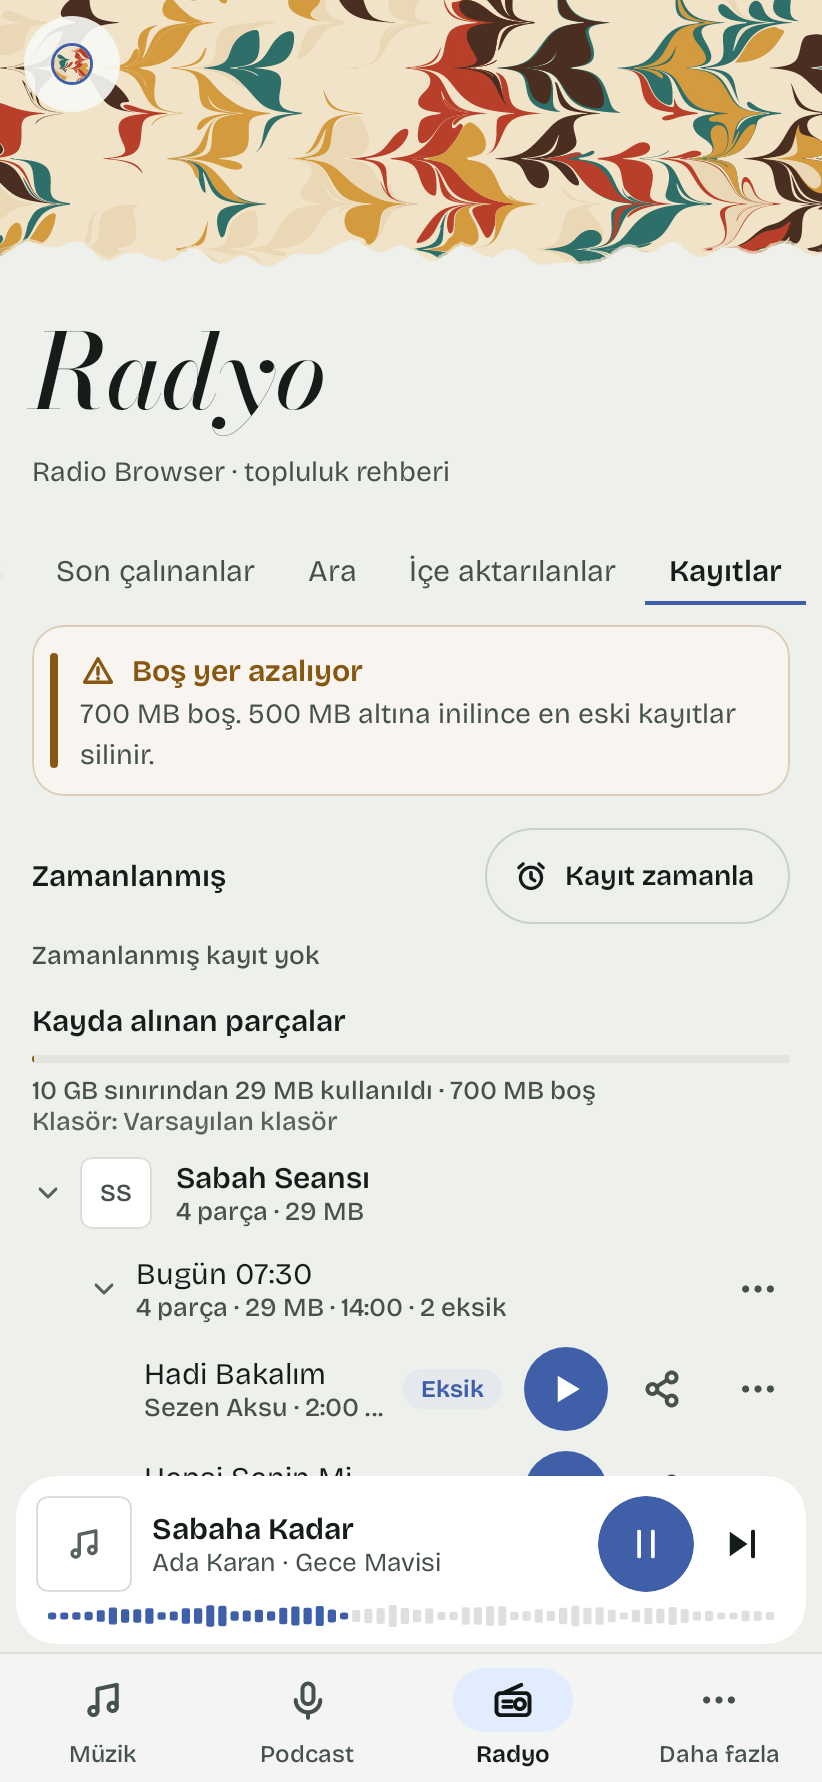 Radyo
Radio Browser · topluluk rehberi
Son çalınanlar
Ara
İçe aktarılanlar
Kayıtlar
Boş yer azalıyor
700 MB boş. 500 MB altına inilince en eski kayıtlar
silinir.
Zamanlanmış
Kayıt zamanla
Zamanlanmış kayıt yok
Kayda alınan parçalar
10 GB sınırından 29 MB kullanıldı · 700 MB boş
Klasör: Varsayılan klasör
SS
Sabah Seansı
4 parça · 29 MB
Bugün 07:30
4 parça · 29 MB · 14:00 · 2 eksik
Hadi Bakalım
Sezen Aksu · 2:00 ...
Eksik
Sabaha Kadar
Ada Karan · Gece Mavisi
Müzik
Podcast
Radyo
Daha fazla